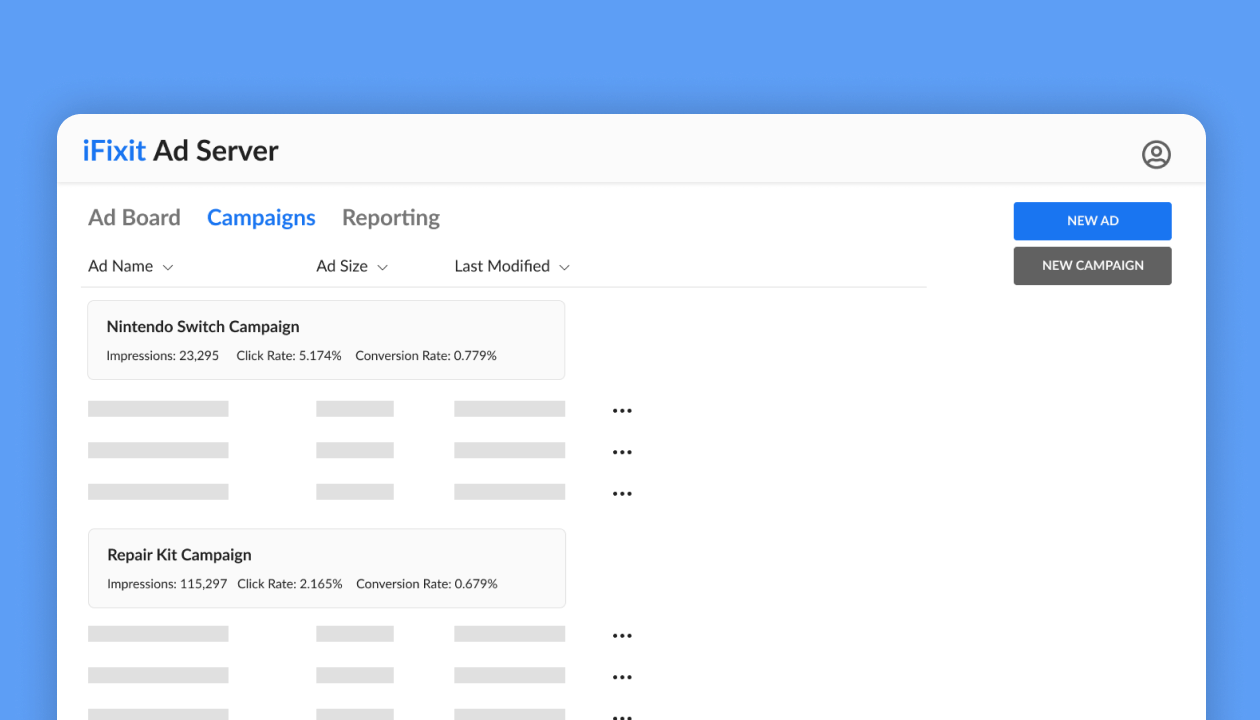 iFixit Ad Server
Ad Board Campaigns Reporting
NEW AD
NEW CAMPAIGN
Ad Name Ad Size Last Modified
Nintendo Switch Campaign
Impressions: 23,295 Click Rate: 5.174% Conversion Rate: 0.779%
Repair Kit Campaign
Impressions: 115,297 Click Rate: 2.165% Conversion Rate: 0.679%